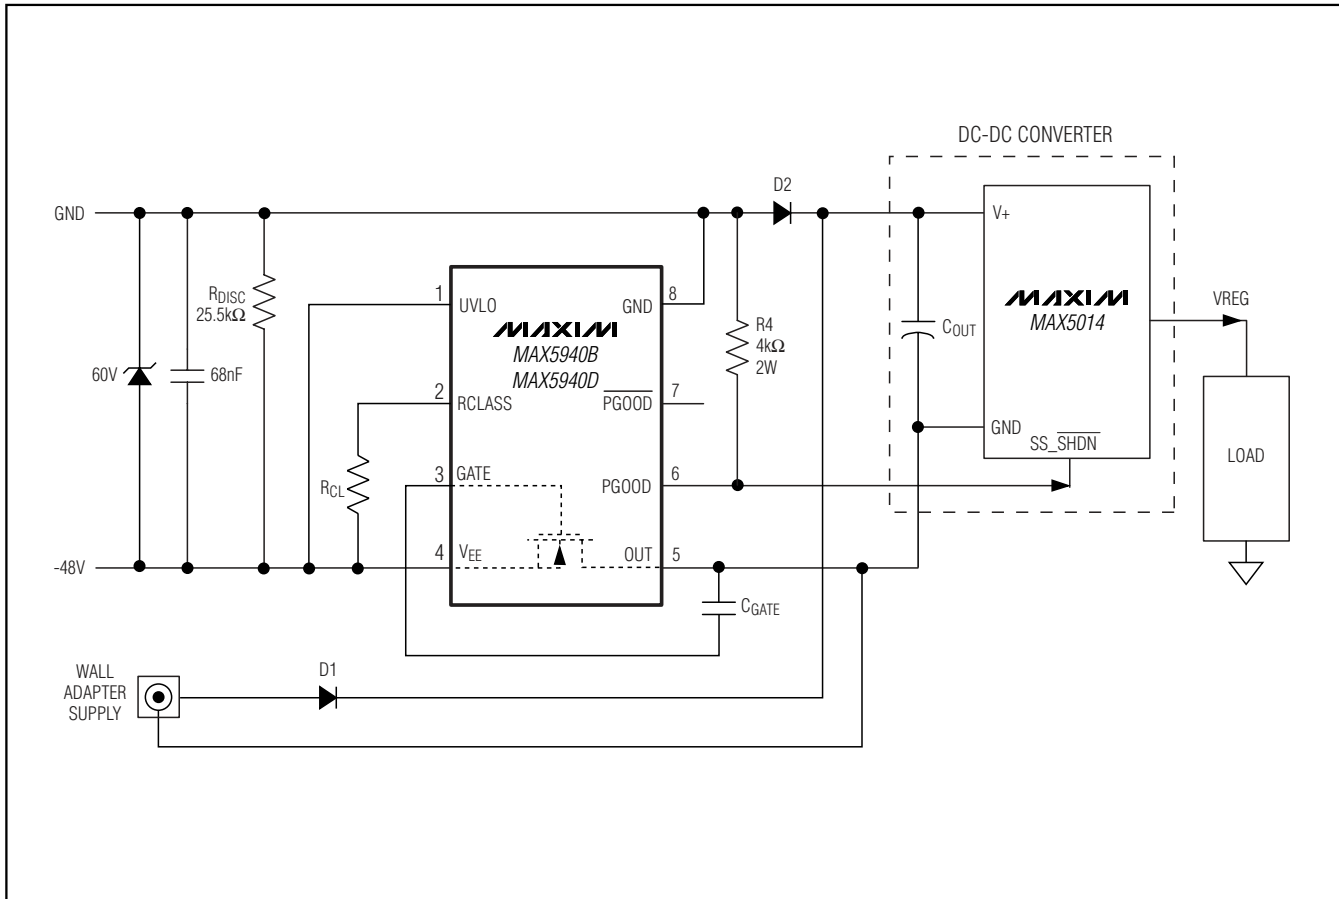 DC-DC CONVERTER
D2
GND
V+
MAXIM
MAX5014
VREG
RDISC
25.5kΩ
1
UVLO
GND
8
MAXIM
MAX5940B
MAX5940D
R4
4kΩ
2W
COUT
60V
68nF
2
RCLASS
PGOOD
7
GND
SS_SHDN
LOAD
RCL
3
GATE
PGOOD
6
-48V
4
VEE
OUT
5
CGATE
WALL
ADAPTER
SUPPLY
D1